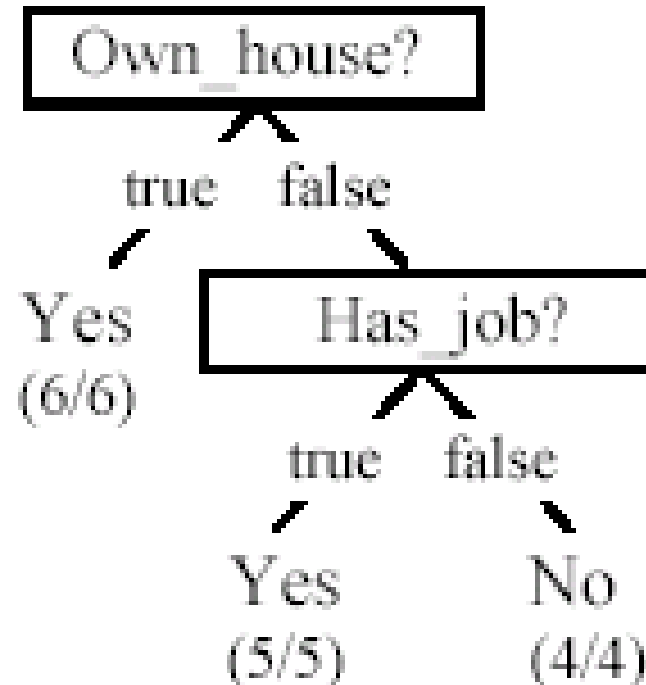 Own_house?
true false
Yes
Has_job?
(6/6)
true false
Yes No
(5/5) (4/4)